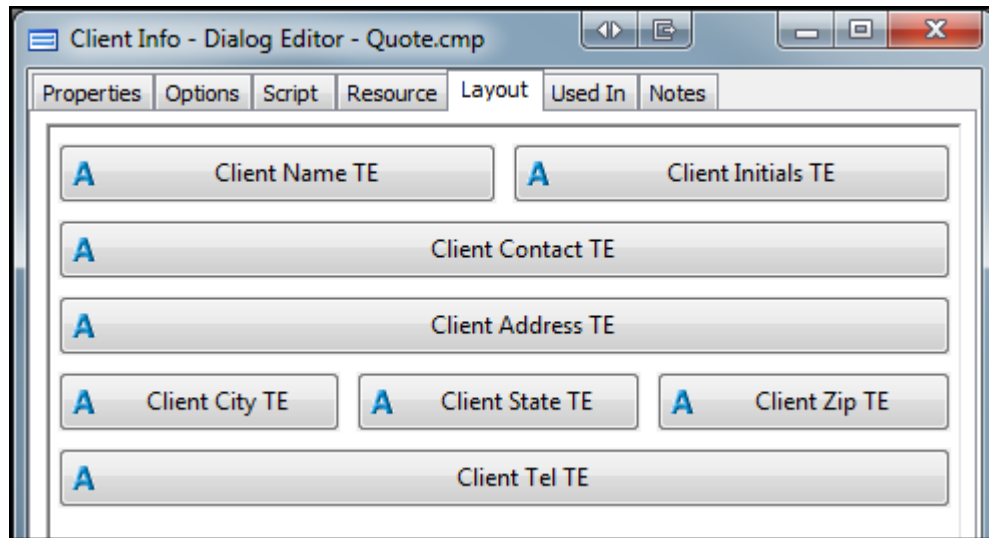 Client Info - Dialog Editor - Quote.cmp
Properties Options Script Resource Layout Used In Notes
A Client Name TE A Client Initials TE
A Client Contact TE
A Client Address TE
A Client City TE A Client State TE A Client Zip TE
A Client Tel TE